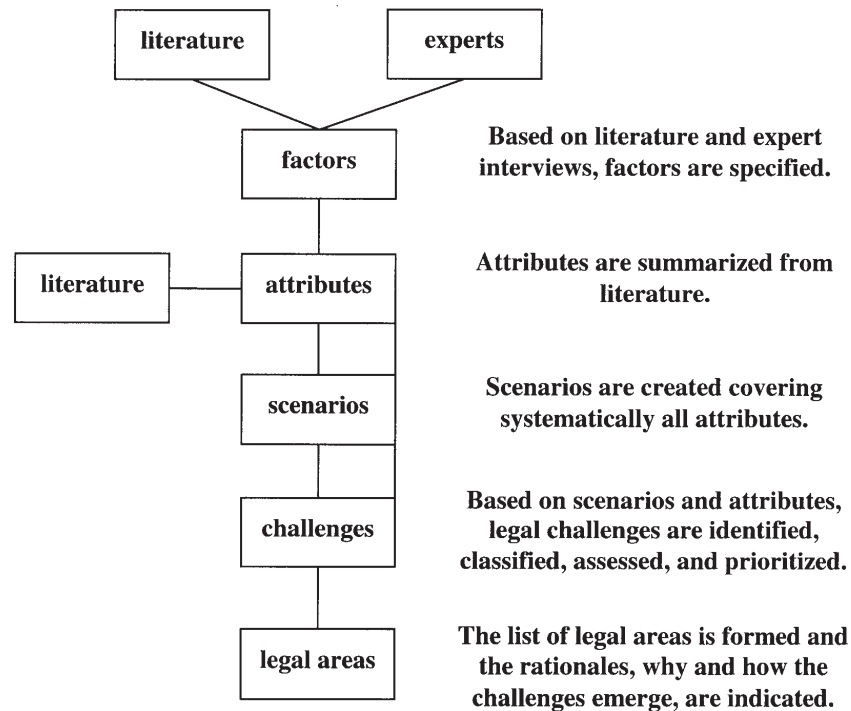 literature
experts
factors
Based on literature and expert
interviews, factors are specified.
literature
attributes
Attributes are summarized from
literature.
scenarios
Scenarios are created covering
systematically all attributes.
challenges
Based on scenarios and attributes,
legal challenges are identified,
classified, assessed, and prioritized.
legal areas
The list of legal areas is formed and
the rationales, why and how the
challenges emerge, are indicated.